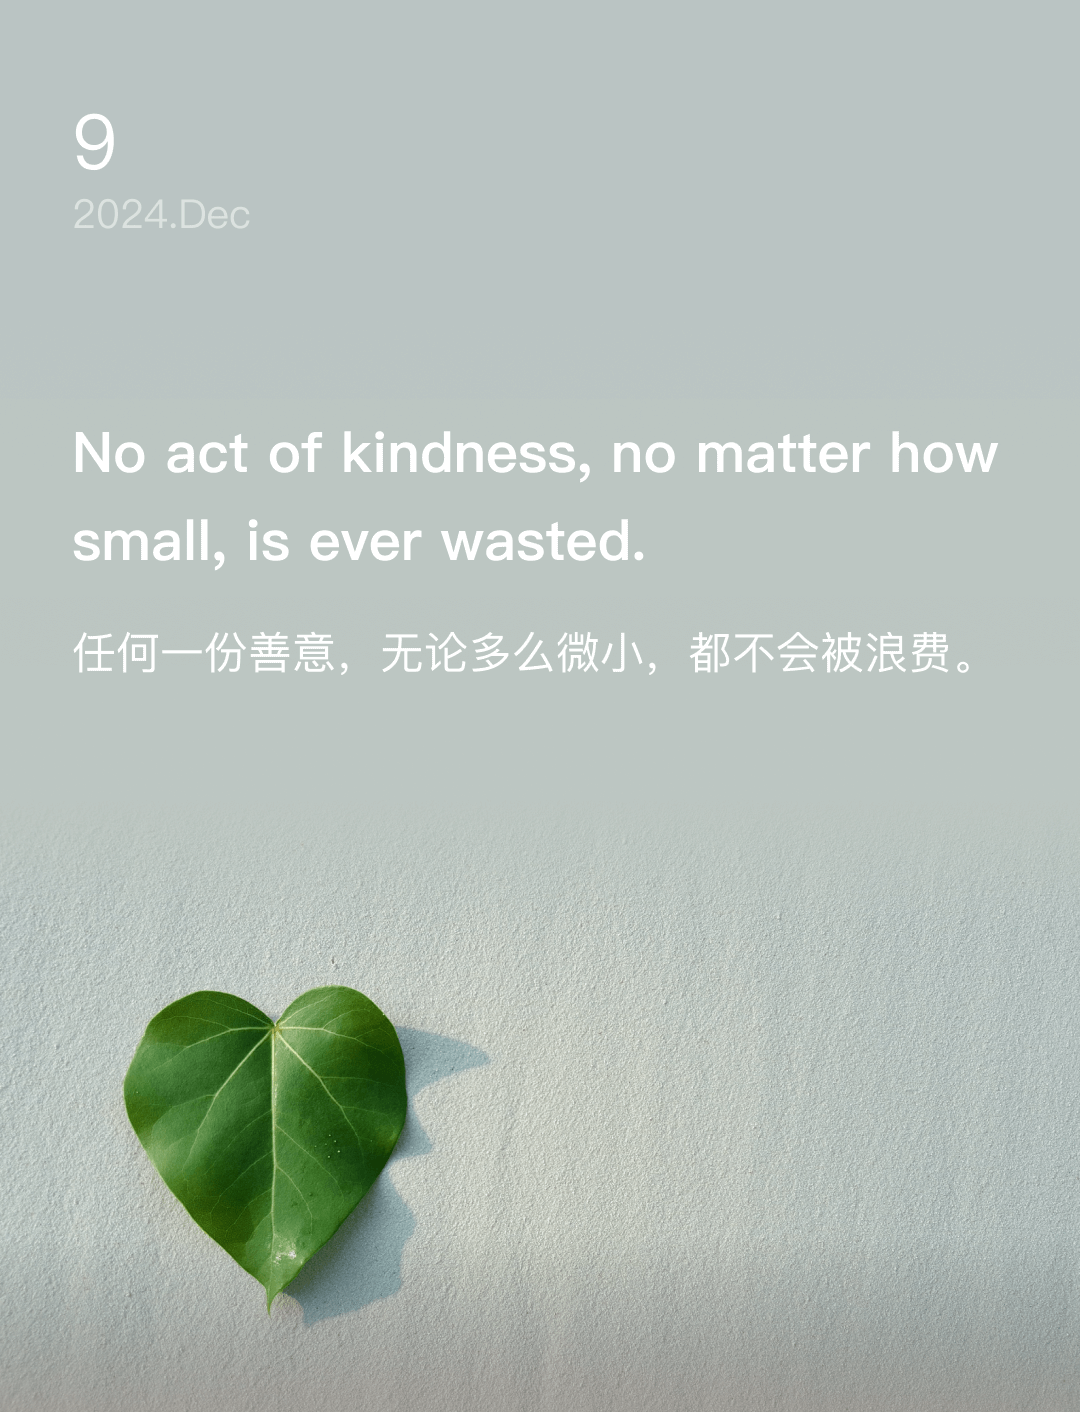 9
2024.Dec
No act of kindness, no matter how
small, is ever wasted.
任何一份善意，无论多么微小，都不会被浪费。